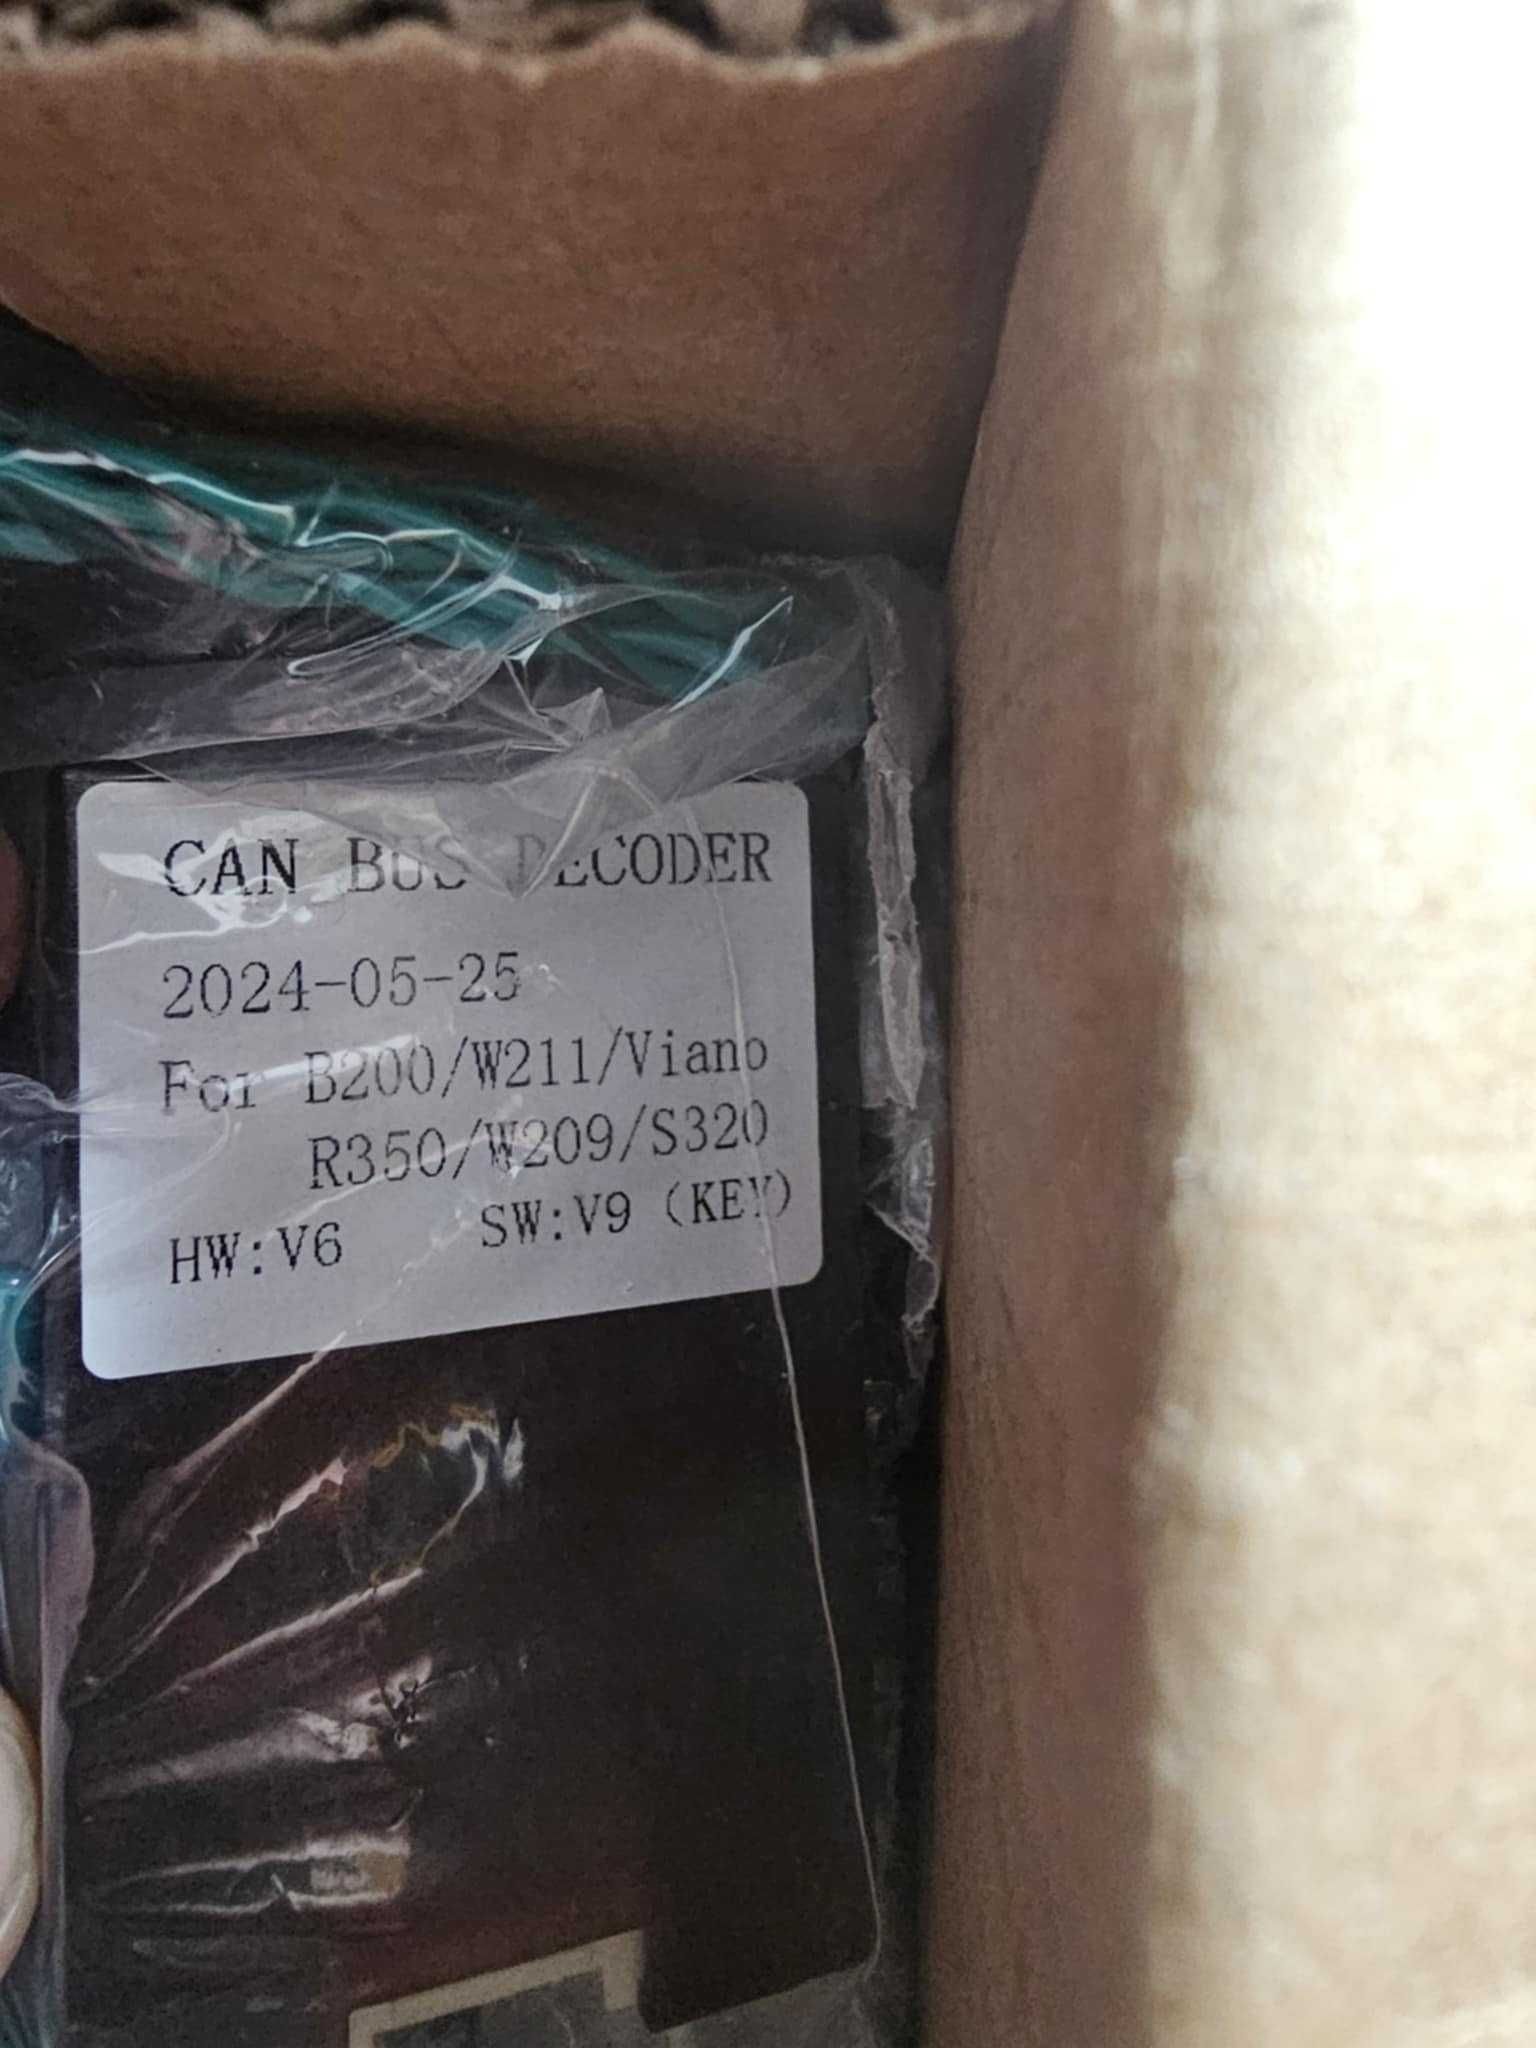 CAN BUS DECODER
2024-05-25
For B200/W211/Viano
R350/W209/S320
HW:V6 SW:V9 (KEY)